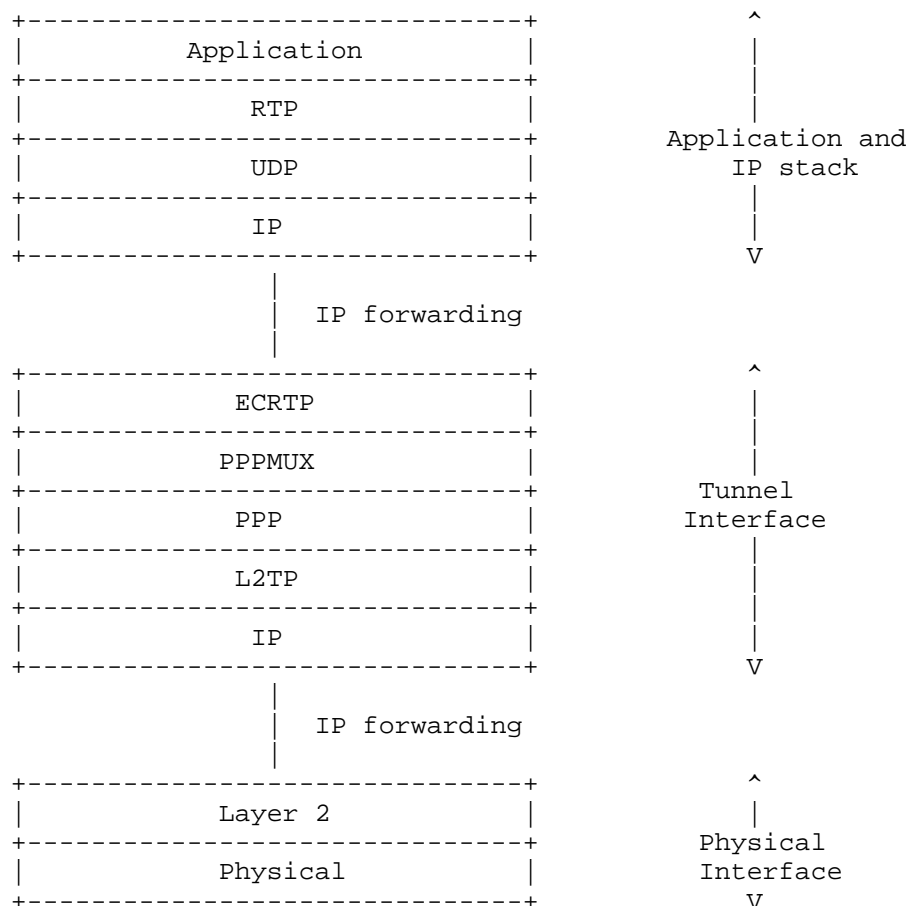 Application
RTP
Application and
UDP
IP stack
IP
IP forwarding
ECRTP
PPPMUX
Tunnel
PPP
Interface
L2TP
IP
IP forwarding
Layer 2
Physical
Physical
Interface